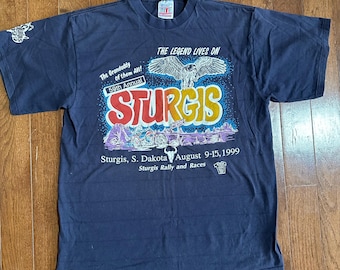 THE LEGEND LIVES ON
The Granddaddy
of them All!
59th Annual
STURGIS
Sturgis, S. Dakota August 9-15, 1999
Sturgis Rally and Races